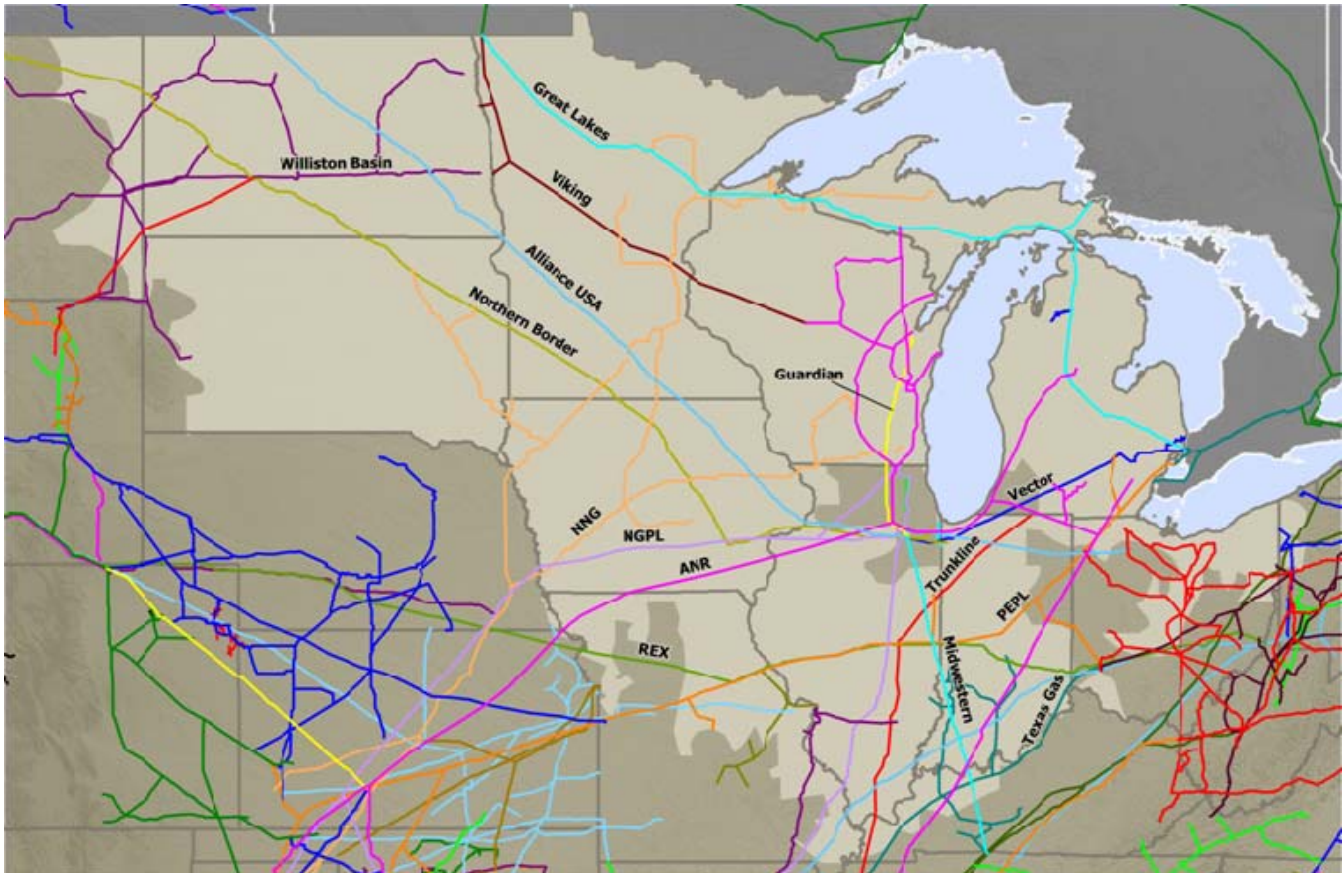 Great Lakes
Williston Basin
Viking
Alliance USA
Northern Border
Guardian
Vector
NNG
NGPL
ANR
Trunkline
PEPL
REX
Midwestern
Texas Gas